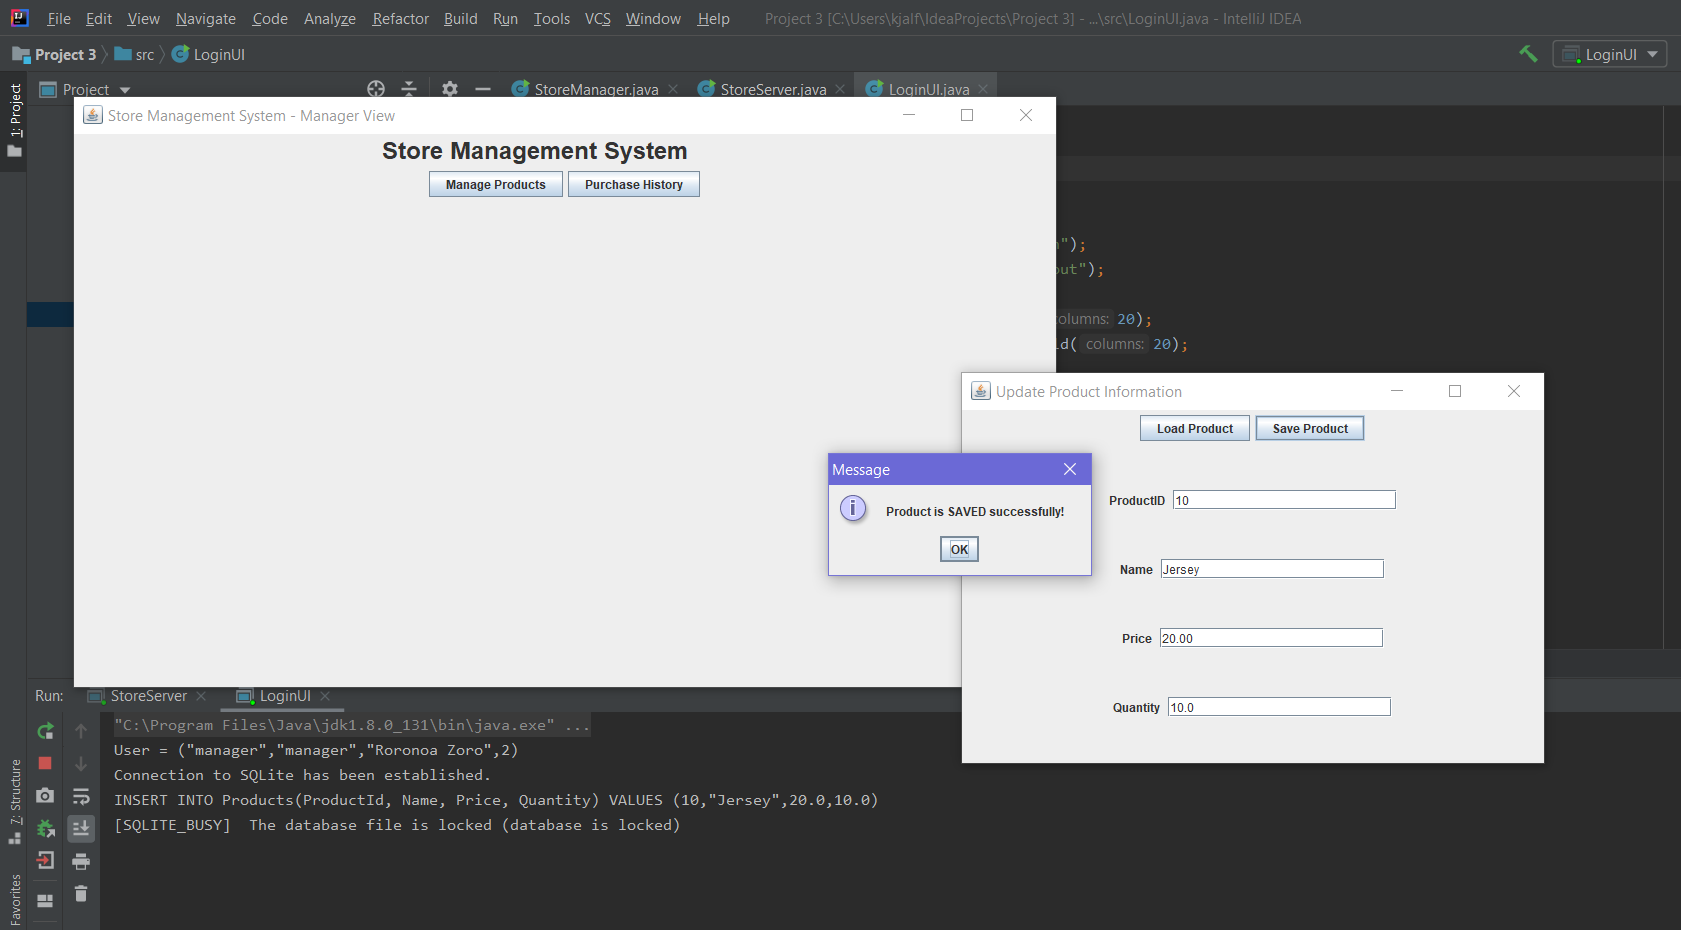 File Edit View Navigate Code Analyze Refactor Build Run Tools VCS Window Help Project 3 [C:\Users\kjalf\IdeaProjects\Project 3] - ...\src\LoginUI.java - IntelliJ IDEA
Project 3 src LoginUI LoginUI
1: Project
Project StoreManager.java StoreServer.java LoginUI.java
Store Management System - Manager View
Store Management System
Manage Products Purchase History
");
out");
columns: 20);
ld( columns: 20);
Update Product Information
Load Product Save Product
Message
Product is SAVED successfully!
OK
ProductID 10
Name Jersey
Price 20.00
Quantity 10.0
Run: StoreServer LoginUI
"C:\Program Files\Java\jdk1.8.0_131\bin\java.exe" ...
User = ("manager","manager","Roronoa Zoro",2)
Connection to SQLite has been established.
INSERT INTO Products(ProductId, Name, Price, Quantity) VALUES (10,"Jersey",20.0,10.0)
[SQLITE_BUSY]  The database file is locked (database is locked)
7: Structure
Favorites